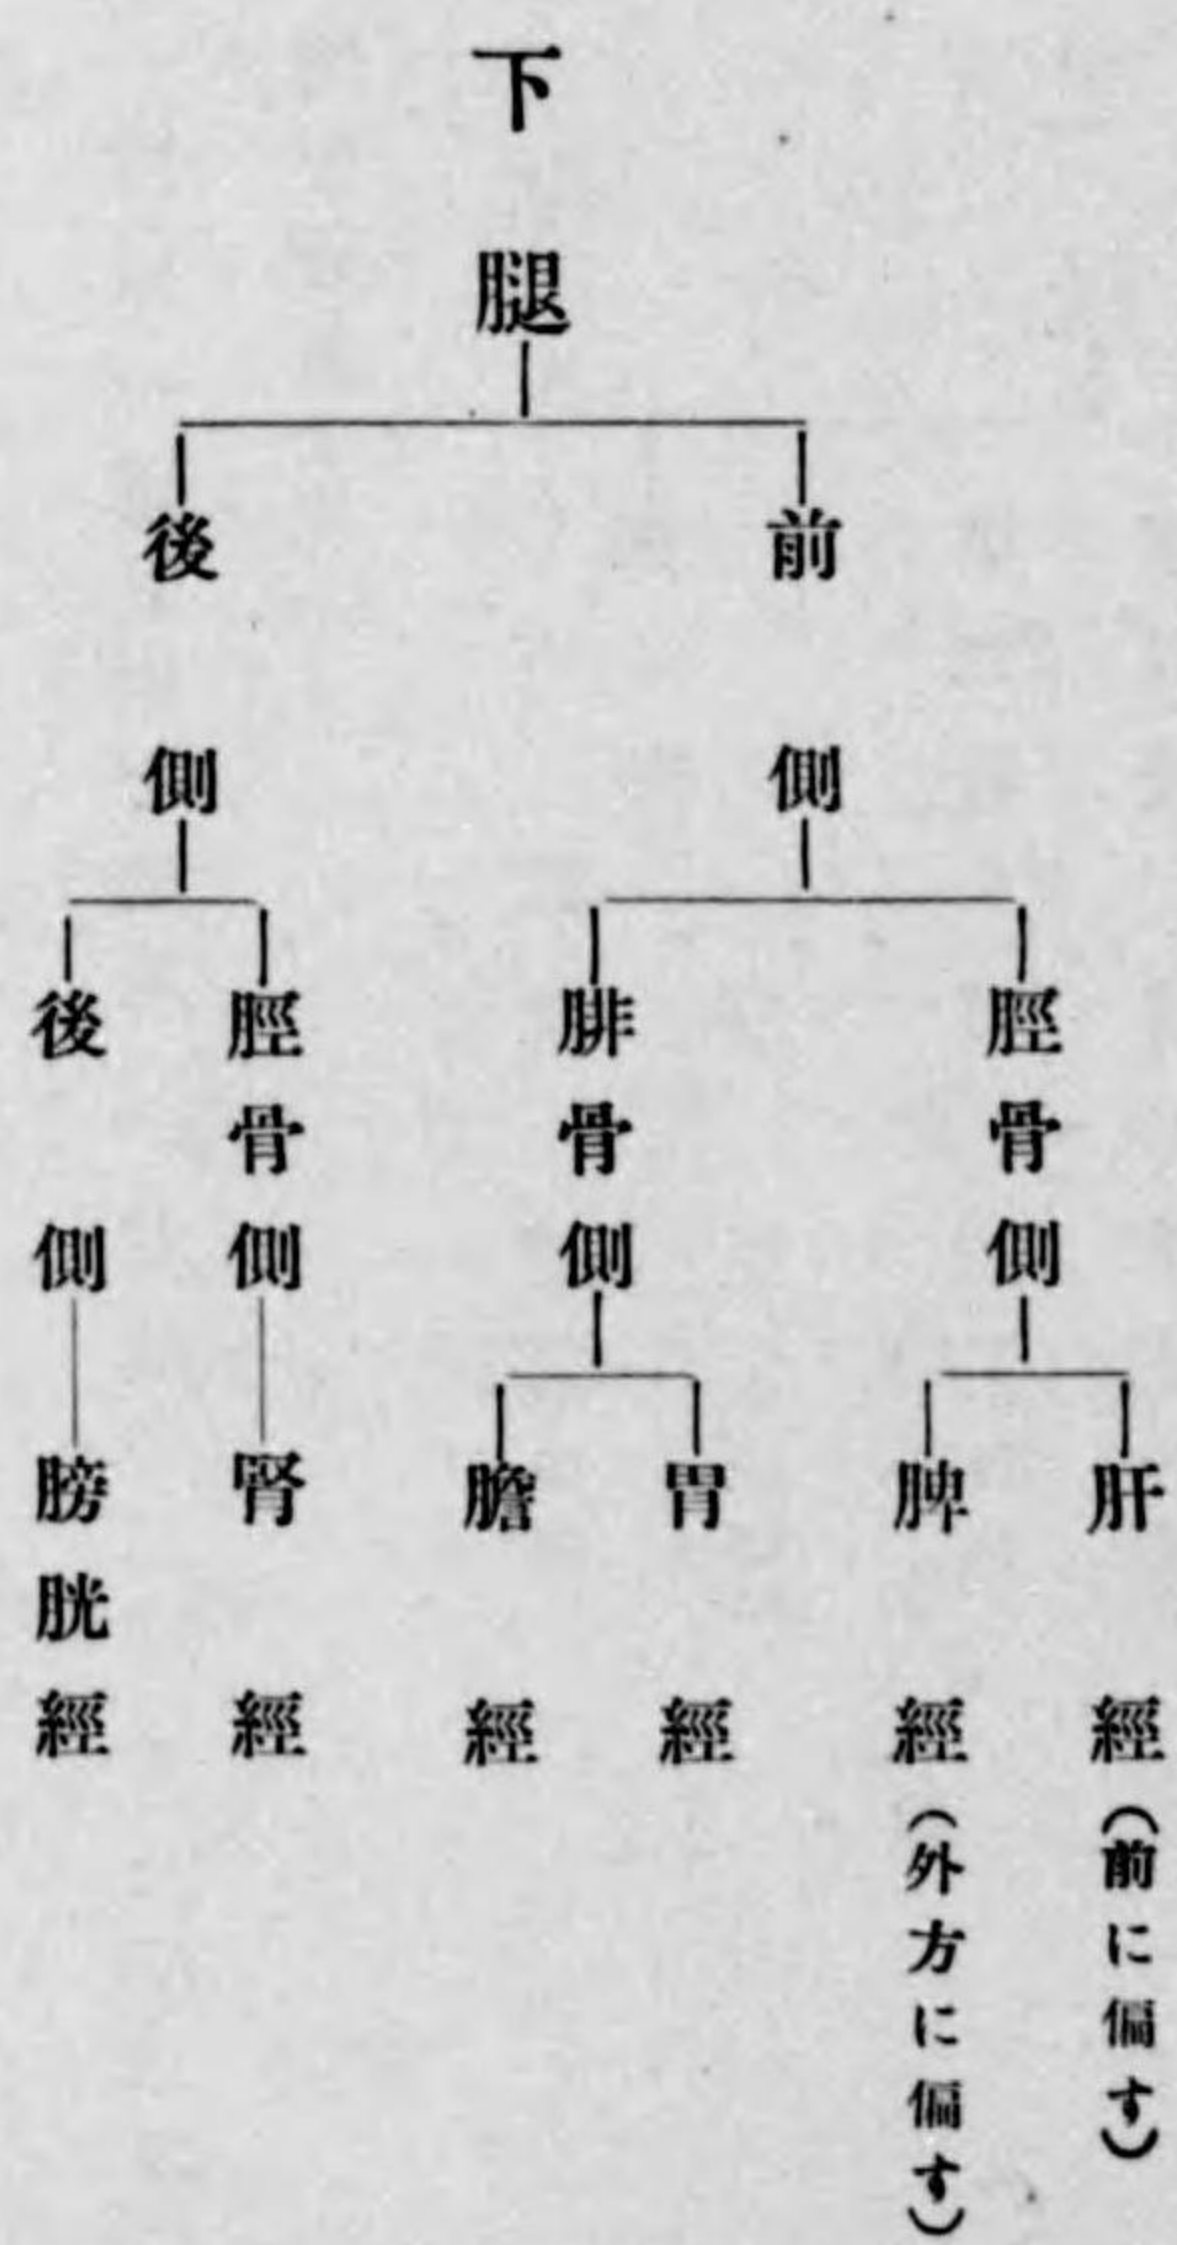 下腿
前側
脛骨側
肝經(前に偏す)
脾經(外方に偏す)
腓骨側
胃經
膽經
後側
脛骨側
腎經
後側
膀胱經